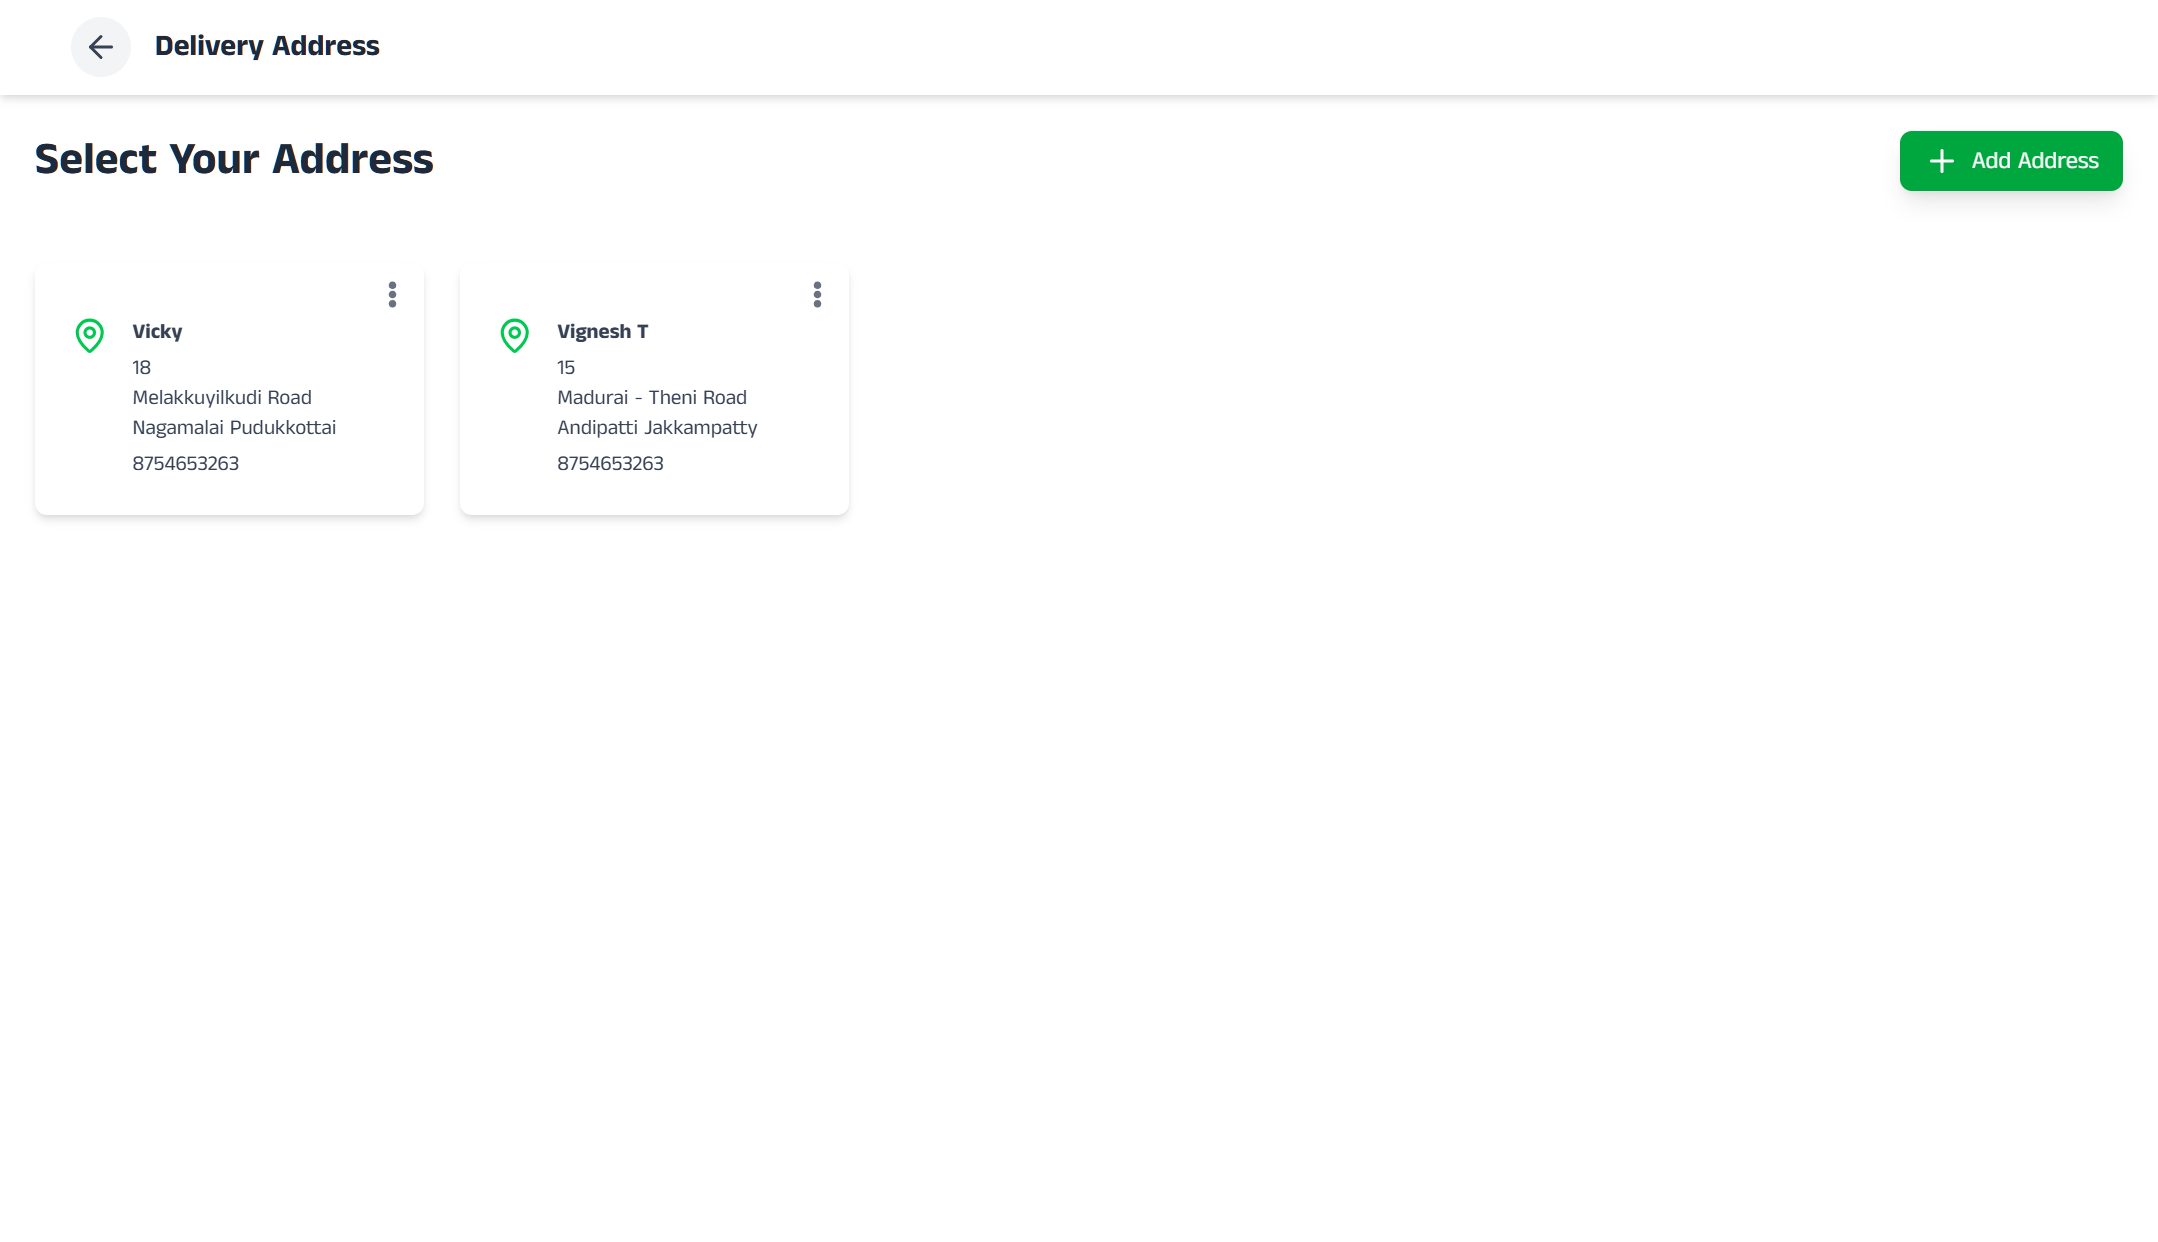 Delivery Address
Select Your Address
Add Address
Vicky
18
Melakkuyilkudi Road
Nagamalai Pudukkottai
8754653263
Vignesh T
15
Madurai - Theni Road
Andipatti Jakkampatty
8754653263